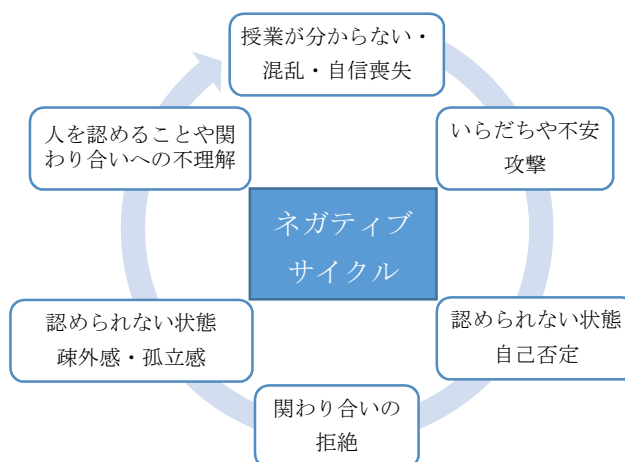 授業が分からない・
混乱・自信喪失
いらだちや不安
攻撃
認められない状態
自己否定
関わり合いの
拒絶
認められない状態
疎外感・孤立感
人を認めることや関
わり合いへの不理解
ネガティブ
サイクル